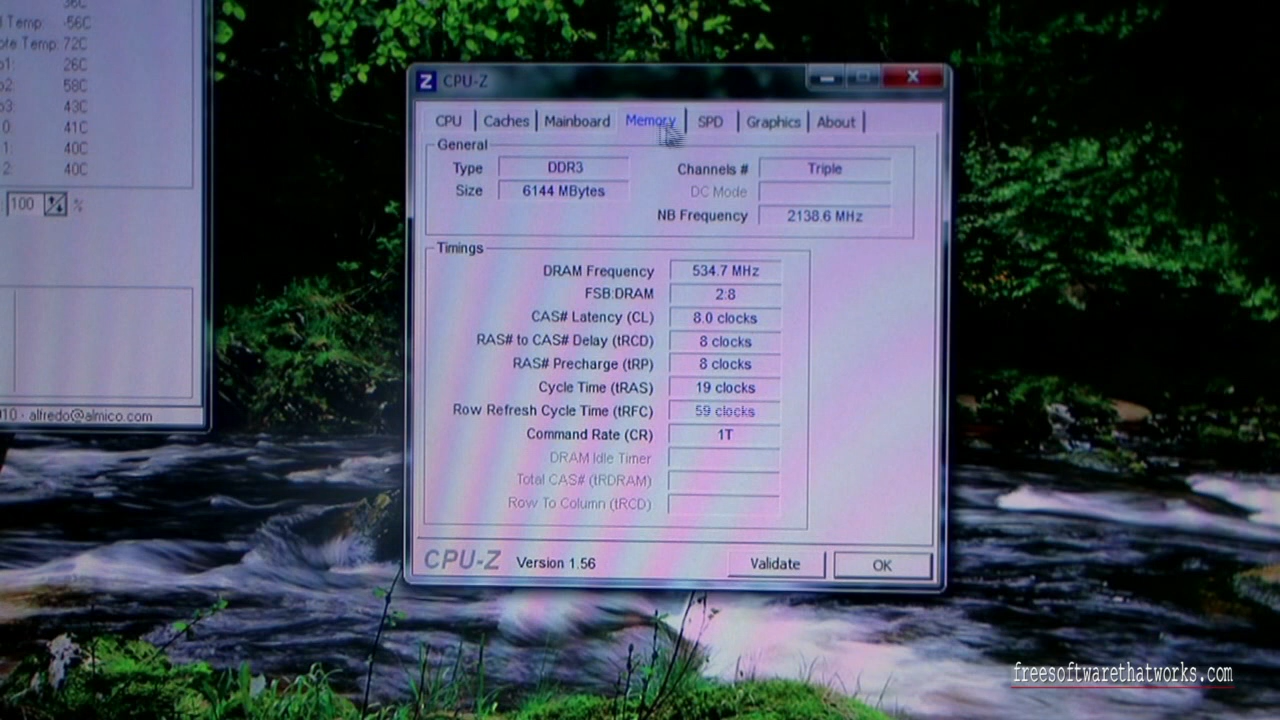 36C
Temp: -56C
ote Temp: 72C
26C
58C
43C
0: 41C
1: 40C
2: 40C
100 %
10 - alfredo@almico.com
CPU-Z
CPU Caches Mainboard Memory SPD Graphics About
General
Type DDR3 Channels # Triple
Size 6144 MBytes DC Mode
NB Frequency 2138.6 MHz
Timings
DRAM Frequency 534.7 MHz
FSB:DRAM 2:8
CAS# Latency (CL) 8.0 clocks
RAS# to CAS# Delay (tRCD) 8 clocks
RAS# Precharge (tRP) 8 clocks
Cycle Time (tRAS) 19 clocks
Row Refresh Cycle Time (tRFC) 59 clocks
Command Rate (CR) 1T
DRAM Idle Timer
Total CAS# (tRDRAM)
Row To Column (tRCD)
CPU-Z Version 1.56 Validate OK
freesoftwarethatworks.com